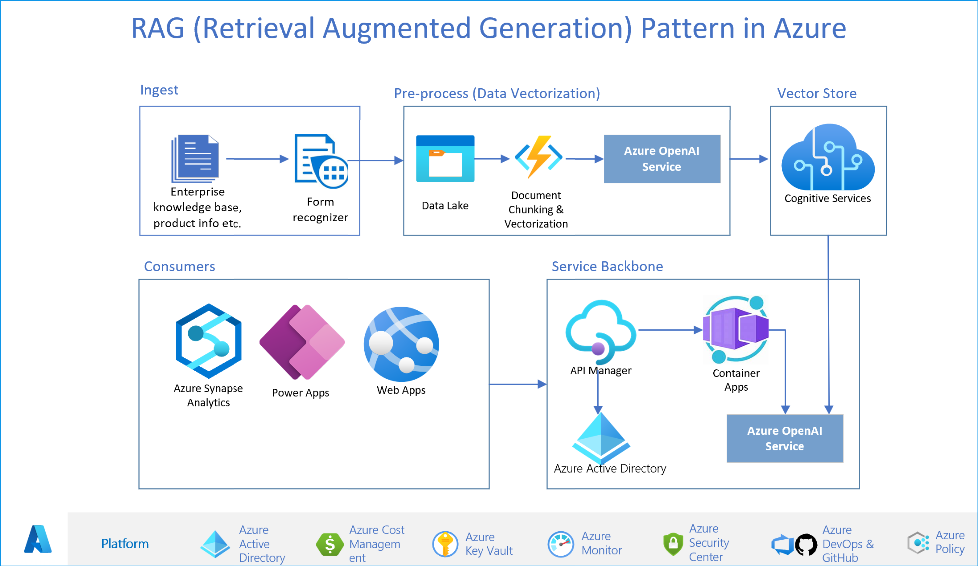 RAG (Retrieval Augmented Generation) Pattern in Azure
Ingest
Enterprise
knowledge base,
product info etc.
Form
recognizer
Pre-process (Data Vectorization)
Data Lake
Document
Chunking &
Vectorization
Azure OpenAI
Service
Vector Store
Cognitive Services
Consumers
Azure Synapse
Analytics
Power Apps
Web Apps
Service Backbone
API Manager
Container
Apps
Azure Active Directory
Azure OpenAI
Service
Platform
Azure
Active
Directory
Azure Cost
Managem
ent
Azure
Key Vault
Azure
Monitor
Azure
Security
Center
Azure
DevOps &
GitHub
Azure
Policy